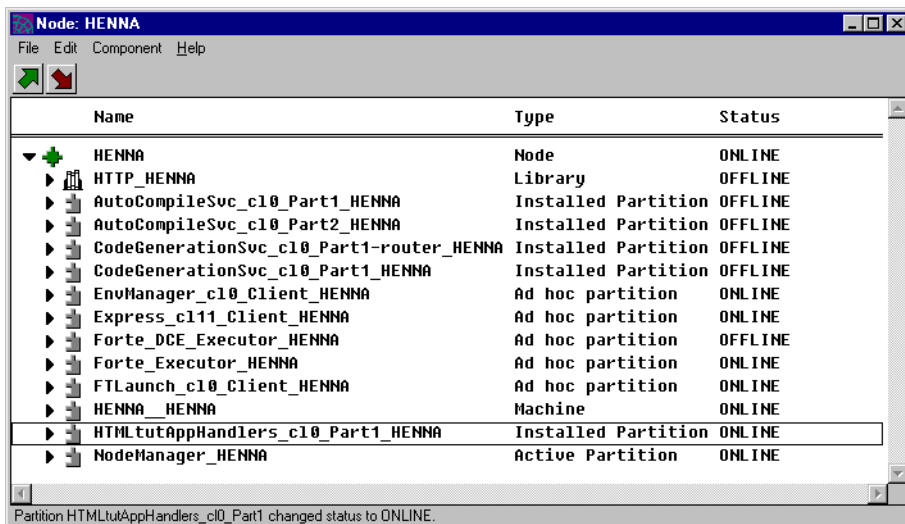 Node: HENNA
File Edit Component Help
Name Type Status
HENNA Node ONLINE
HTTP_HENNA Library OFFLINE
AutoCompileSvc_cl0_Part1_HENNA Installed Partition OFFLINE
AutoCompileSvc_cl0_Part2_HENNA Installed Partition OFFLINE
CodeGenerationSvc_cl0_Part1-router_HENNA Installed Partition OFFLINE
CodeGenerationSvc_cl0_Part1_HENNA Installed Partition OFFLINE
EnvManager_cl0_Client_HENNA Ad hoc partition ONLINE
Express_cl11_Client_HENNA Ad hoc partition ONLINE
Forte_DCE_Executor_HENNA Ad hoc partition OFFLINE
Forte_Executor_HENNA Ad hoc partition ONLINE
FTLaunch_cl0_Client_HENNA Ad hoc partition ONLINE
HENNA__HENNA Machine ONLINE
HTMLtutAppHandlers_cl0_Part1_HENNA Installed Partition ONLINE
NodeManager_HENNA Active Partition ONLINE
Partition HTMLtutAppHandlers_cl0_Part1 changed status to ONLINE.